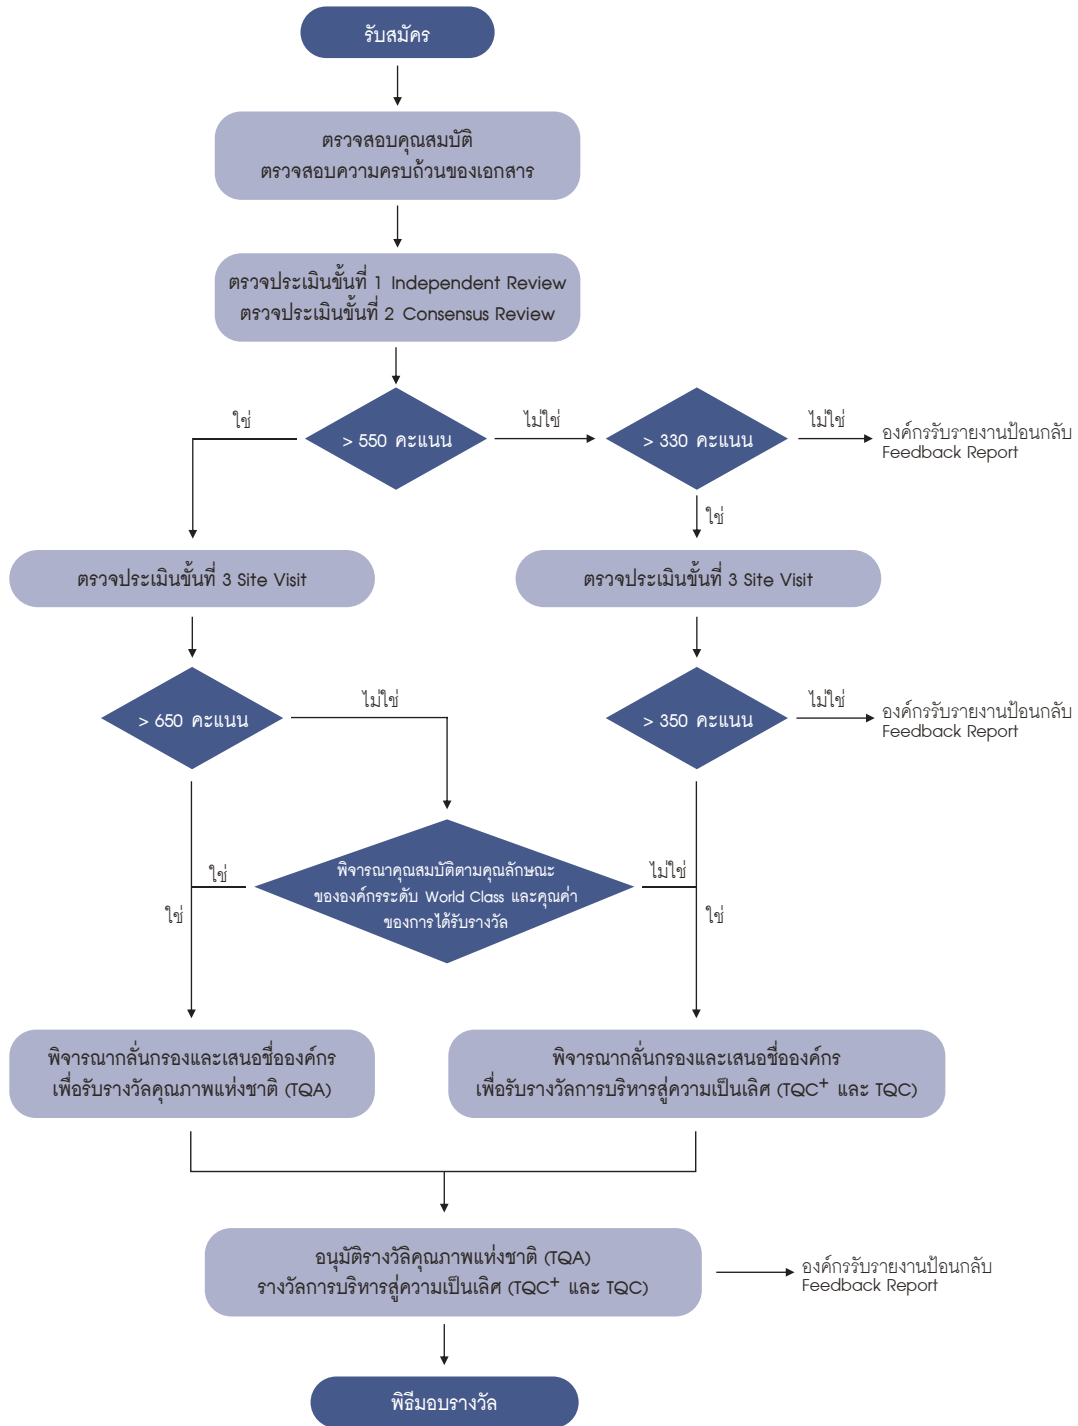 รับสมัคร
ตรวจสอบคุณสมบัติ
ตรวจสอบความครบถ้วนของเอกสาร
ตรวจประเมินขั้นที่ 1 Independent Review
ตรวจประเมินขั้นที่ 2 Consensus Review
ใช่
> 550 คะแนน
ไม่ใช่
> 330 คะแนน
ไม่ใช่
องค์กรรับรายงานป้อนกลับ
Feedback Report
ใช่
ตรวจประเมินขั้นที่ 3 Site Visit
ตรวจประเมินขั้นที่ 3 Site Visit
> 650 คะแนน
ไม่ใช่
> 350 คะแนน
ไม่ใช่
องค์กรรับรายงานป้อนกลับ
Feedback Report
ใช่
พิจารณาคุณสมบัติตามคุณลักษณะ
ขององค์กรระดับ World Class และคุณค่า
ของการได้รับรางวัล
ไม่ใช่
ใช่
ใช่
พิจารณากลั่นกรองและเสนอชื่อองค์กร
เพื่อรับรางวัลคุณภาพแห่งชาติ (TQA)
พิจารณากลั่นกรองและเสนอชื่อองค์กร
เพื่อรับรางวัลการบริหารสู่ความเป็นเลิศ (TQC⁺ และ TQC)
อนุมัติรางวัลคุณภาพแห่งชาติ (TQA)
รางวัลการบริหารสู่ความเป็นเลิศ (TQC⁺ และ TQC)
องค์กรรับรายงานป้อนกลับ
Feedback Report
พิธีมอบรางวัล